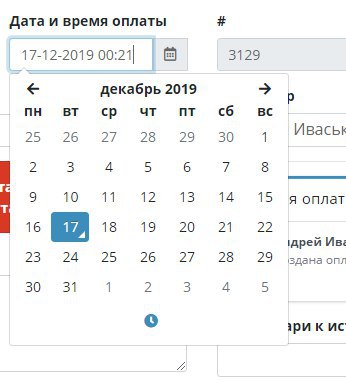 Дата и время оплаты
#
17-12-2019 00:21
3129
декабрь 2019
пн вт ср чт пт сб вс
25 26 27 28 29 30 1
2 3 4 5 6 7 8
9 10 11 12 13 14 15
16 17 18 19 20 21 22
23 24 25 26 27 28 29
30 31 1 2 3 4 5
р
Иваськ
я оплат
ндрей Ива
оздана опл
ари к ис